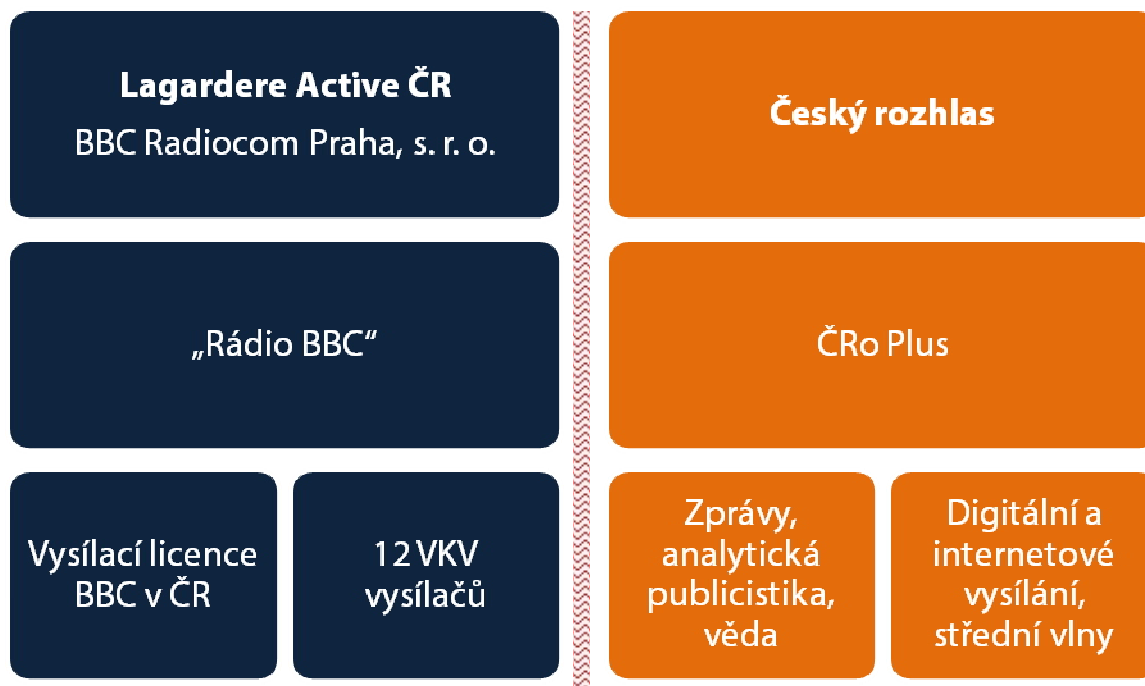 Lagardere Active ČR
BBC Radiocom Praha, s. r. o.
Český rozhlas
„Rádio BBC“
ČRo Plus
Vysílací licence
BBC v ČR
12 VKV
vysílačů
Zprávy,
analytická
publicistika,
věda
Digitální a
internetové
vysílání,
střední vlny